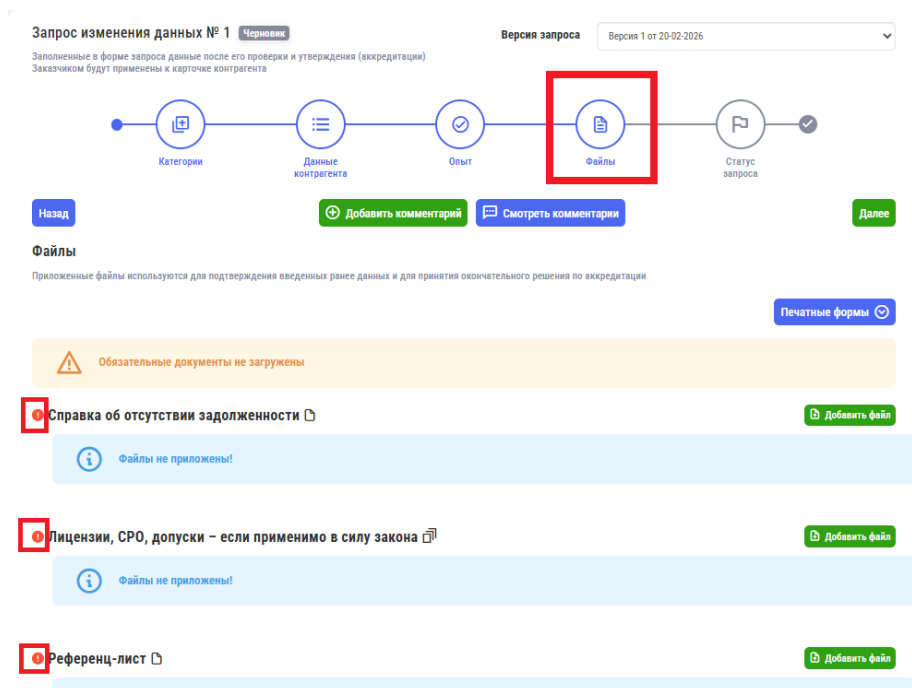 Запрос изменения данных № 1 Черновик
Версия запроса
Версия 1 от 20-02-2026
Заполненные в форме запроса данные после его проверки и утверждения (аккредитации)
Заказчиком будут применены к карточке контрагента
Категории
Данные
контрагента
Опыт
Файлы
Статус
запроса
Назад
Добавить комментарий
Смотреть комментарии
Далее
Файлы
Приложенные файлы используются для подтверждения введенных ранее данных и для принятия окончательного решения по аккредитации
Печатные формы
Обязательные документы не загружены
Справка об отсутствии задолженности
Добавить файл
Файлы не приложены!
Лицензии, СРО, допуски – если применимо в силу закона
Добавить файл
Файлы не приложены!
Референц-лист
Добавить файл